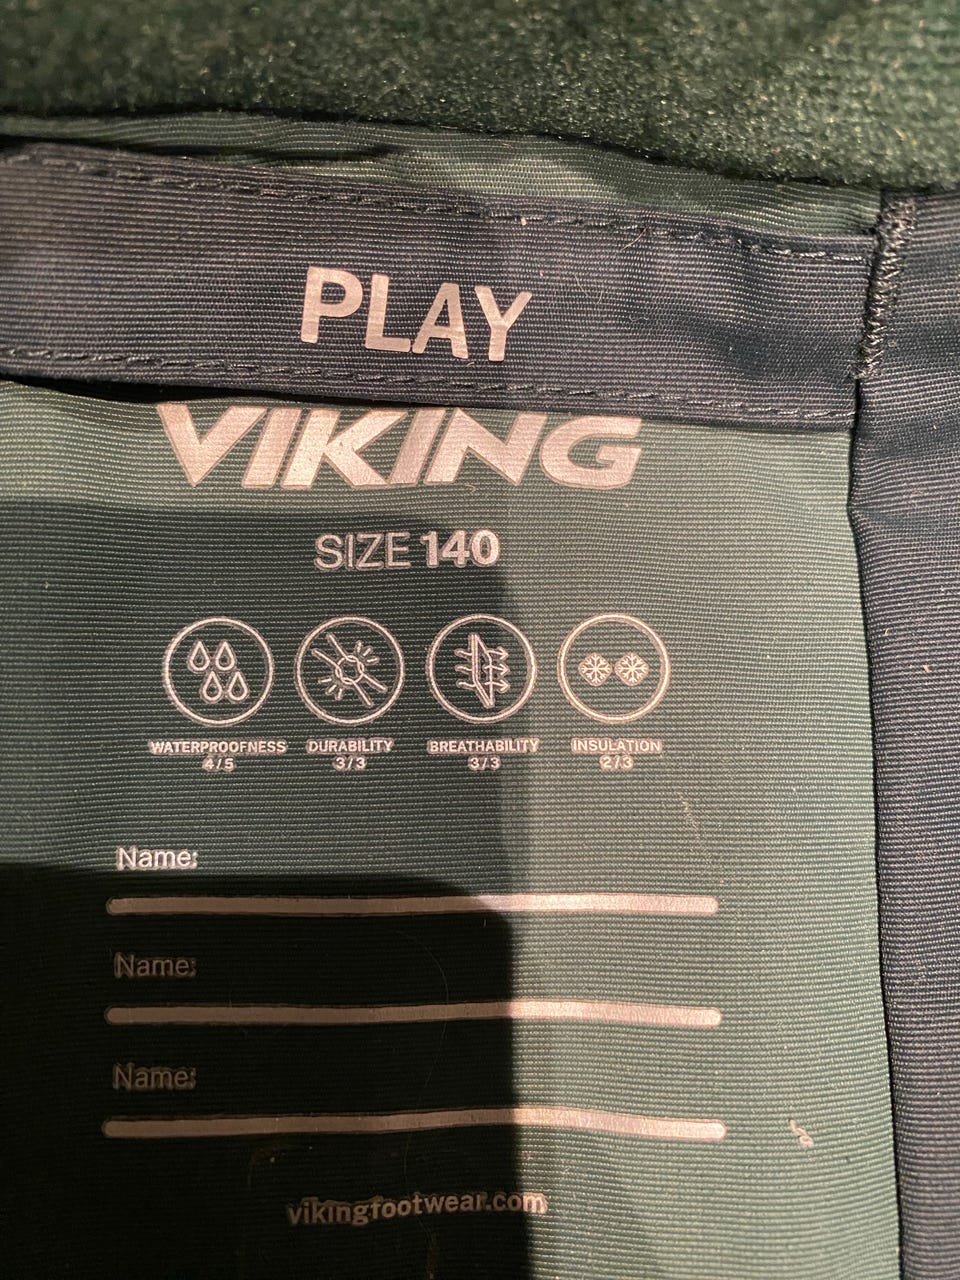 PLAY
VIKING
SIZE 140
WATERPROOFNESS DURABILITY BREATHABILITY INSULATION
4/5 3/3 3/3 2/3
Name:
Name:
Name:
vikingfootwear.com